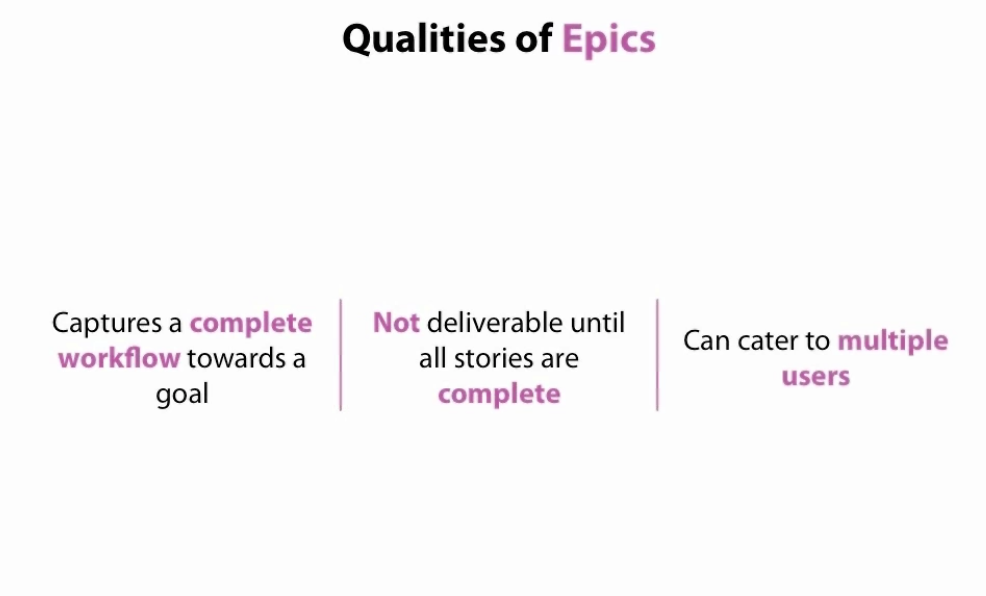 Qualities of Epics
Captures a complete
workflow towards a
goal
Not deliverable until
all stories are
complete
Can cater to multiple
users